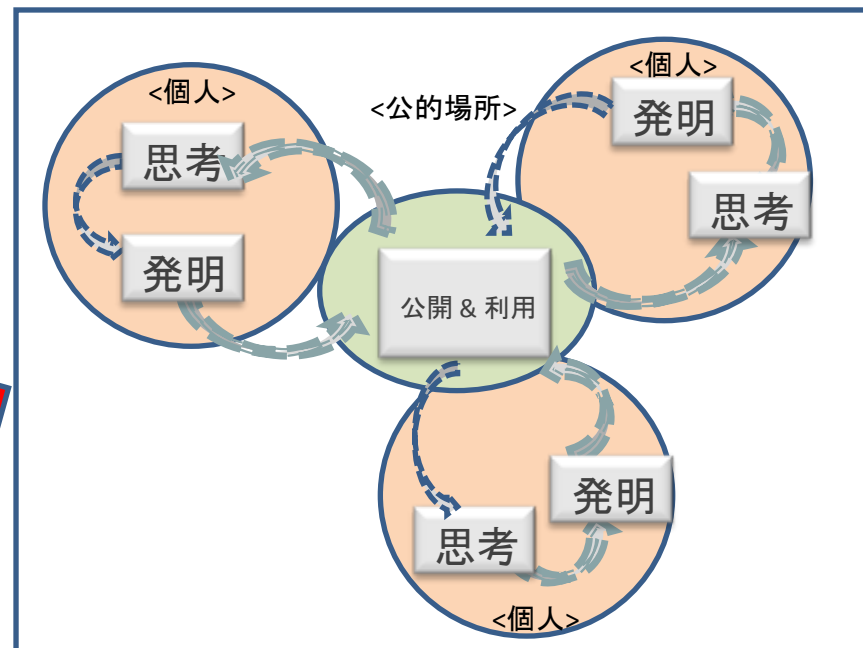 <個人>
思考
発明
<公的場所>
<個人>
発明
思考
公開 & 利用
発明
思考
<個人>